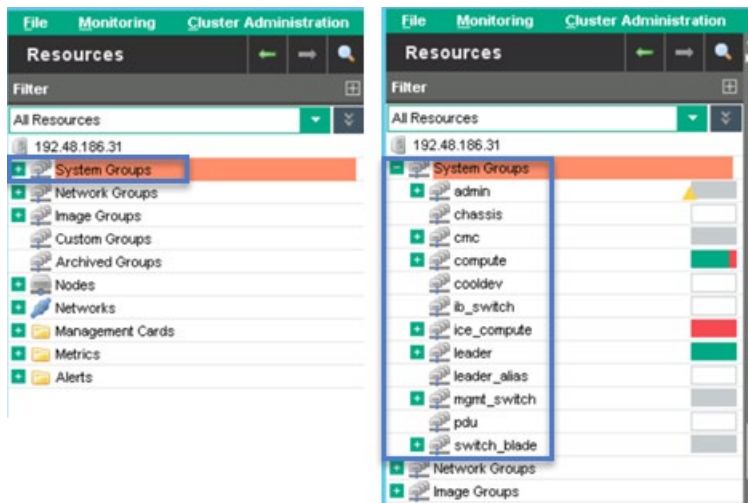 File Monitoring Cluster Administration
Resources
Filter
All Resources
192.48.186.31
System Groups
Network Groups
Image Groups
Custom Groups
Archived Groups
Nodes
Networks
Management Cards
Metrics
Alerts
File Monitoring Cluster Administration
Resources
Filter
All Resources
192.48.186.31
System Groups
admin
chassis
cmc
compute
cooldev
ib_switch
ice_compute
leader
leader_alias
mgmt_switch
pdu
switch_blade
Network Groups
Image Groups